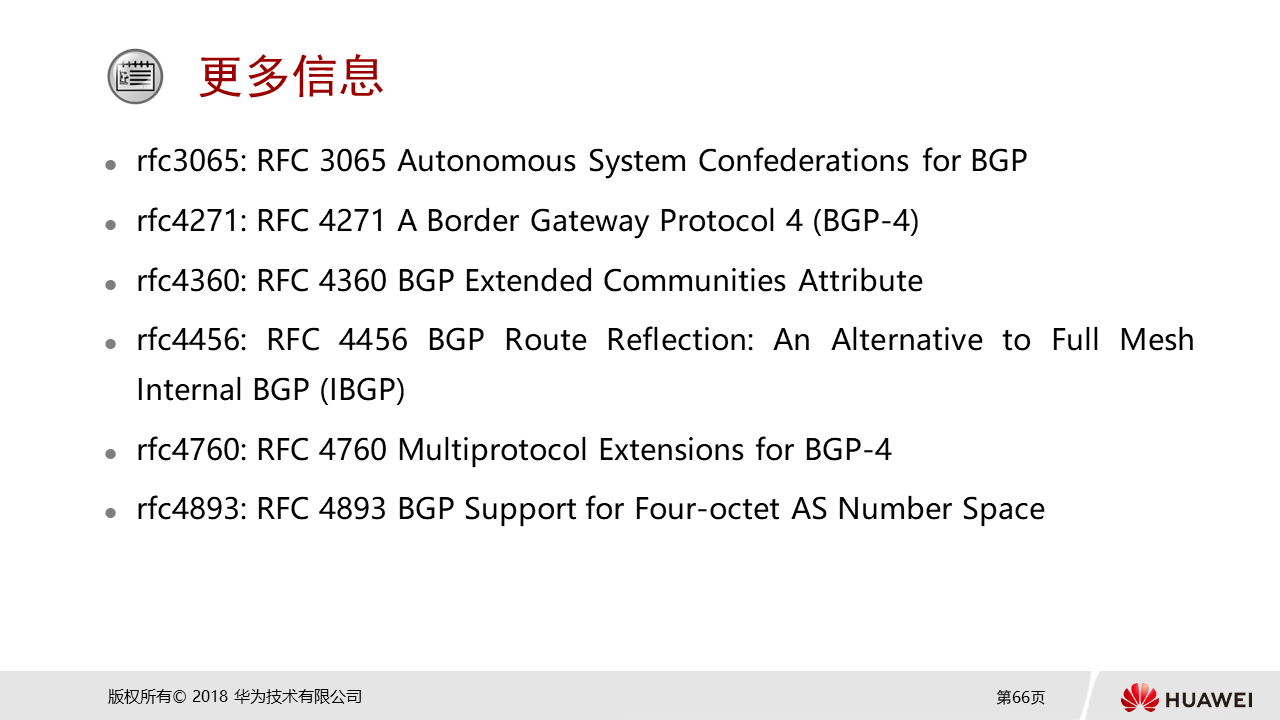 更多信息
rfc3065: RFC 3065 Autonomous System Confederations for BGP
rfc4271: RFC 4271 A Border Gateway Protocol 4 (BGP-4)
rfc4360: RFC 4360 BGP Extended Communities Attribute
rfc4456: RFC 4456 BGP Route Reflection: An Alternative to Full Mesh
Internal BGP (IBGP)
rfc4760: RFC 4760 Multiprotocol Extensions for BGP-4
rfc4893: RFC 4893 BGP Support for Four-octet AS Number Space
版权所有© 2018 华为技术有限公司
第66页
HUAWEI